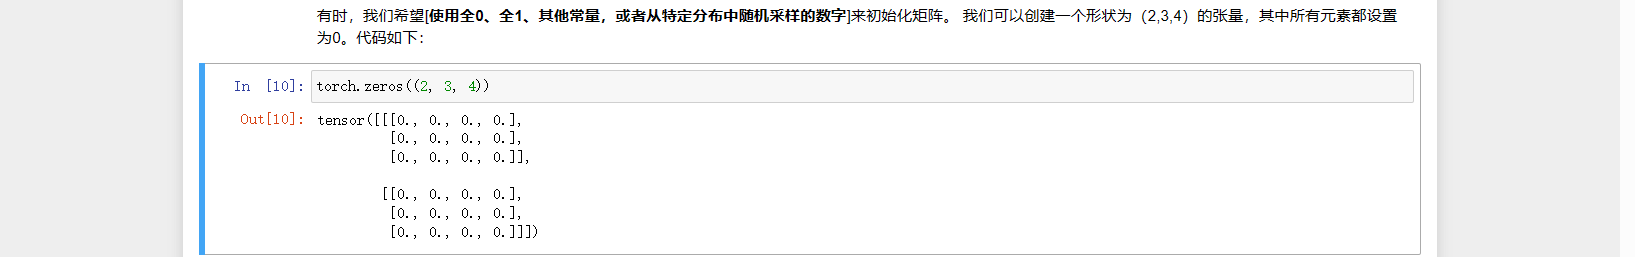 有时，我们希望[使用全0、全1、其他常量，或者从特定分布中随机采样的数字]来初始化矩阵。 我们可以创建一个形状为（2,3,4）的张量，其中所有元素都设置
为0。代码如下：
In [10]: torch.zeros((2, 3, 4))
Out[10]: tensor([[[0., 0., 0., 0.],
[0., 0., 0., 0.],
[0., 0., 0., 0.]],
[[0., 0., 0., 0.],
[0., 0., 0., 0.],
[0., 0., 0., 0.]]])